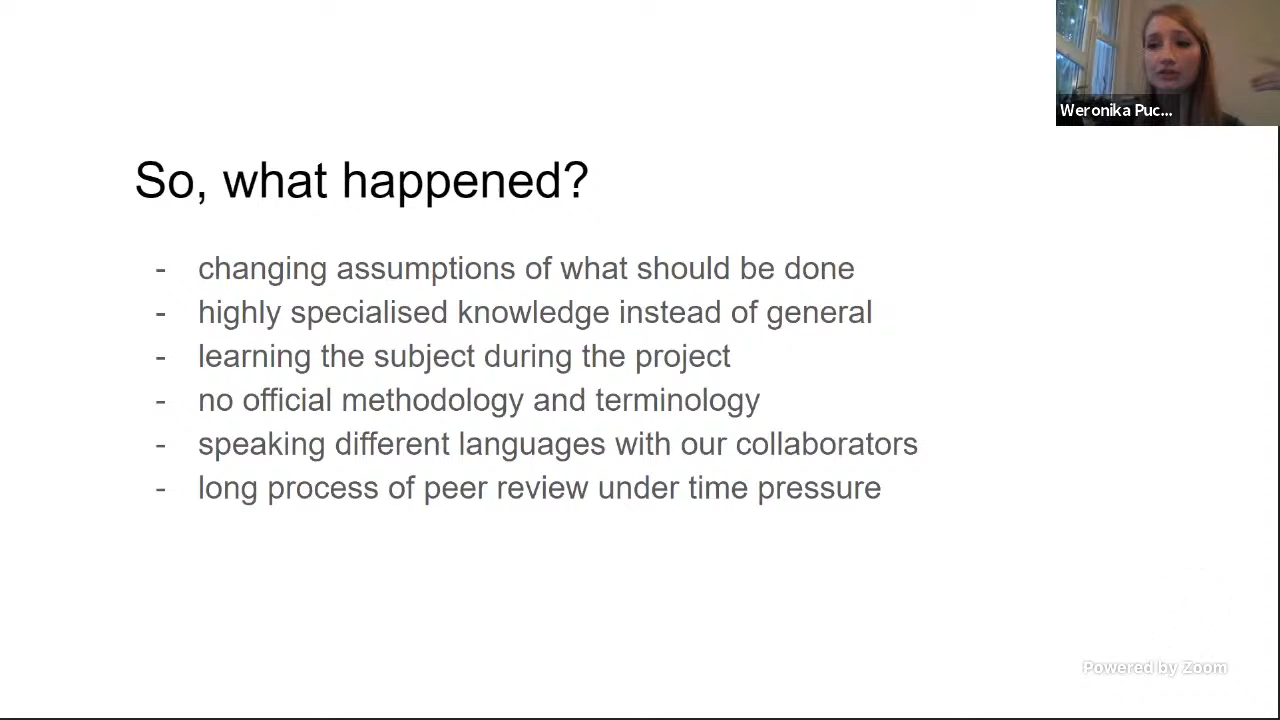 Weronika Puc...
So, what happened?
- changing assumptions of what should be done
- highly specialised knowledge instead of general
- learning the subject during the project
- no official methodology and terminology
- speaking different languages with our collaborators
- long process of peer review under time pressure
Powered by Zoom